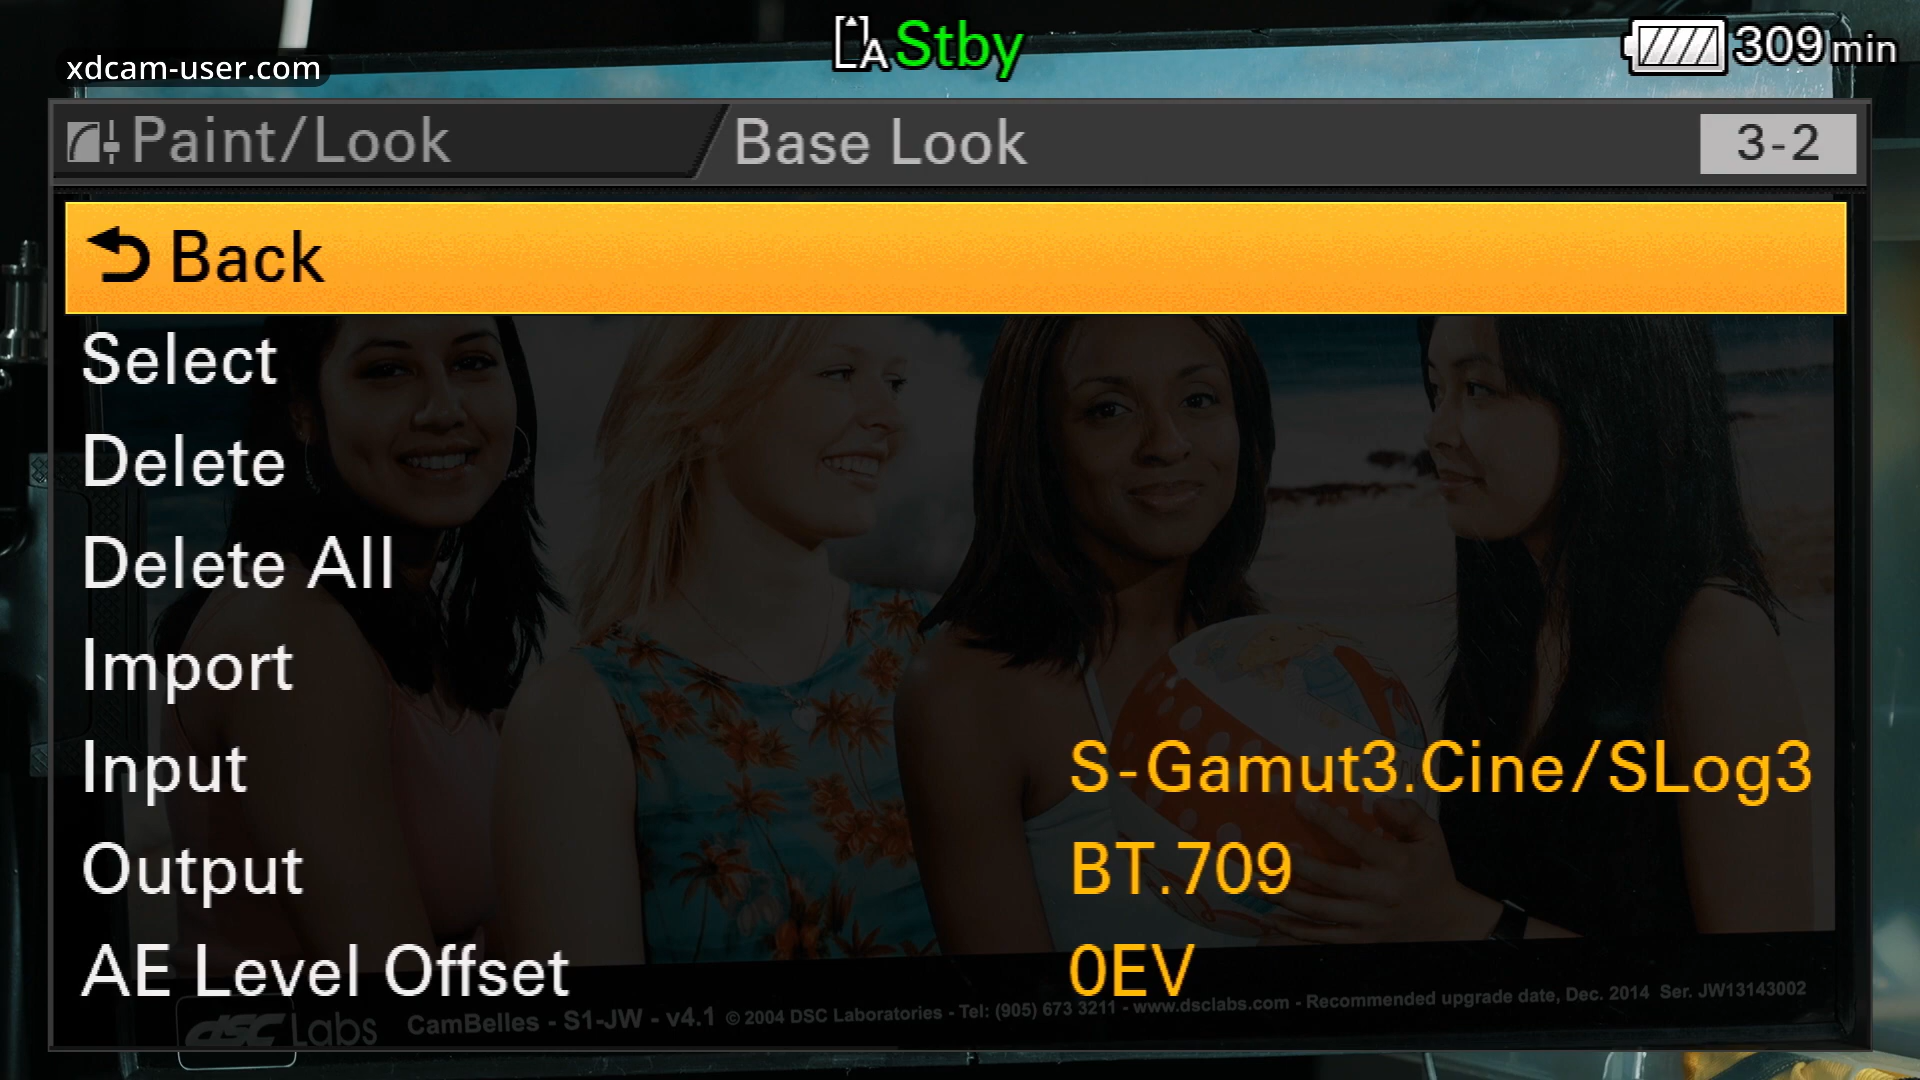 xdcam-user.com
A Stby
309min
Paint/Look
Base Look
3-2
Back
Select
Delete
Delete All
Import
Input S-Gamut3.Cine/SLog3
Output BT.709
AE Level Offset 0EV
dsc Labs CamBelles - S1-JW - v4.1 © 2004 DSC Laboratories - Tel: (905) 673 3211 - www.dsclabs.com - Recommended upgrade date, Dec. 2014 Ser. JW13143002